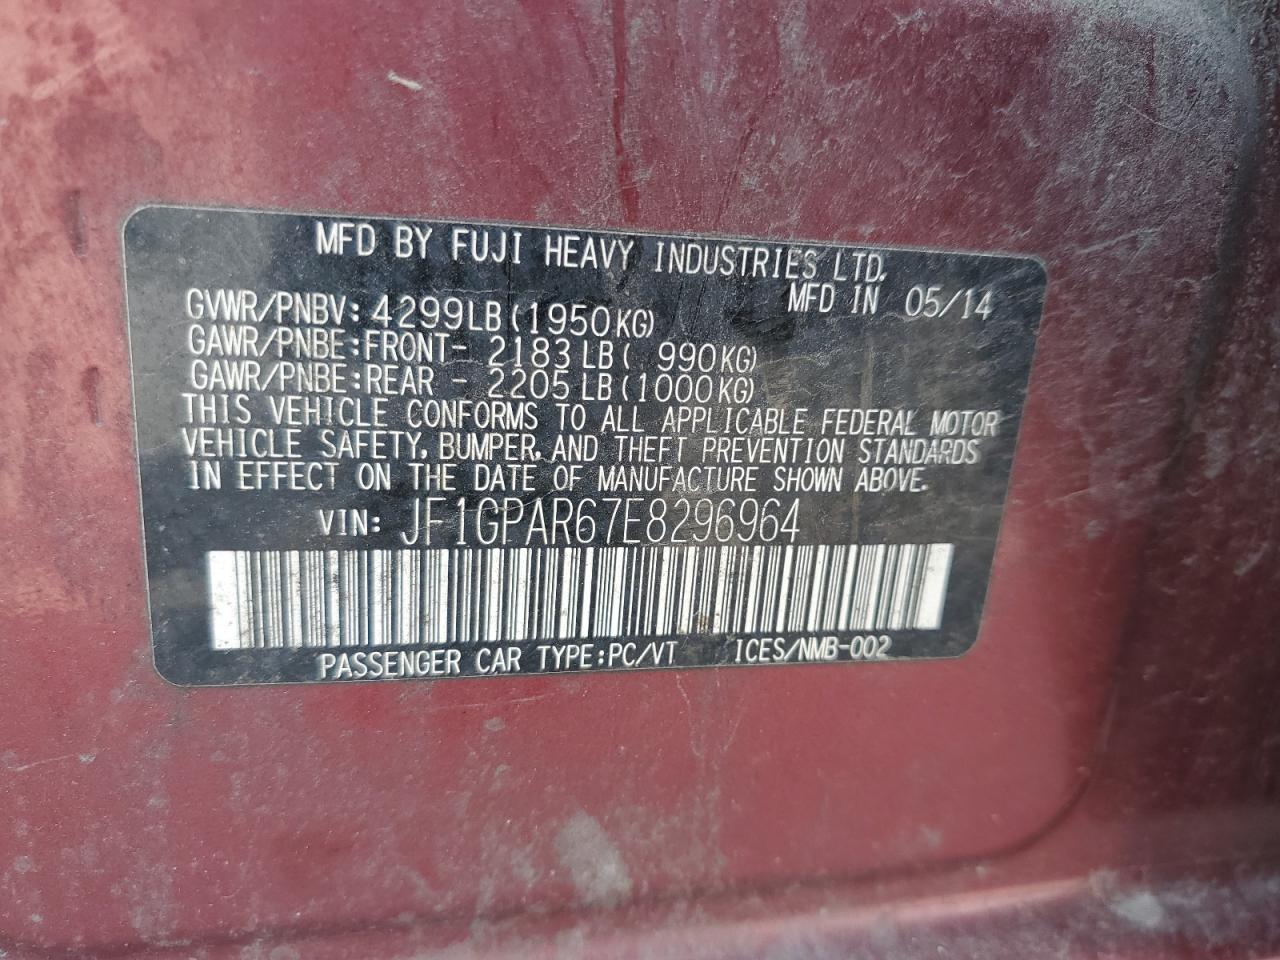 MFD BY FUJI HEAVY INDUSTRIES LTD.
MFD IN 05/14
GVWR/PNBV: 4299LB (1950KG)
GAWR/PNBE:FRONT- 2183 LB ( 990KG)
GAWR/PNBE:REAR - 2205 LB (1000KG)
THIS VEHICLE CONFORMS TO ALL APPLICABLE FEDERAL MOTOR
VEHICLE SAFETY, BUMPER, AND THEFT PREVENTION STANDARDS
IN EFFECT ON THE DATE OF MANUFACTURE SHOWN ABOVE.
VIN: JF1GPAR67E8296964
PASSENGER CAR TYPE:PC/VT ICES/NMB-002